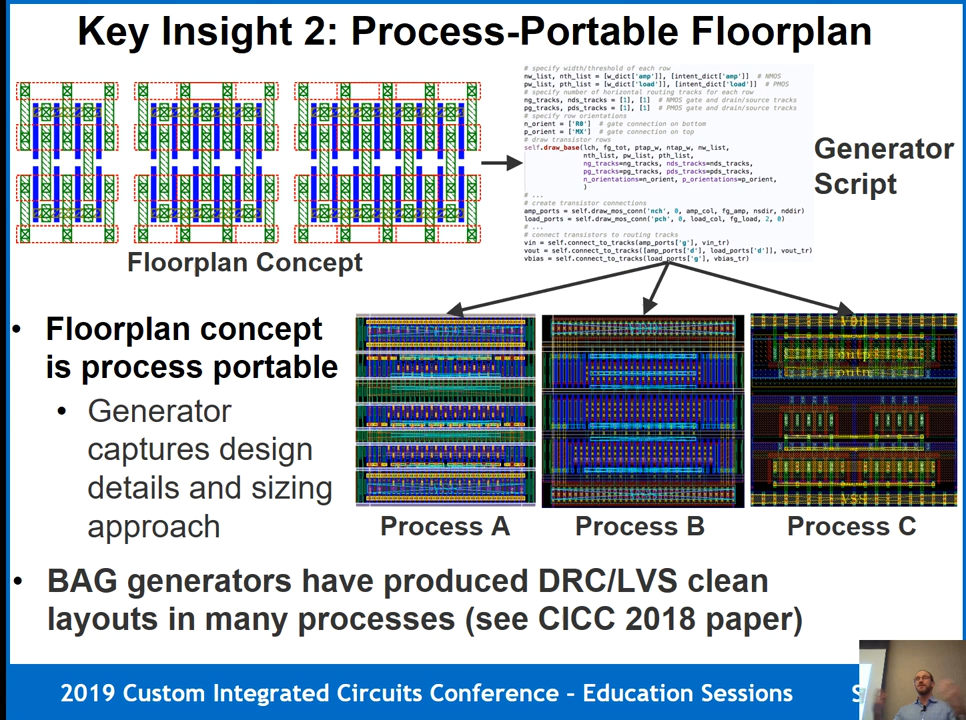 Key Insight 2: Process-Portable Floorplan
# specify width/threshold of each row
nw_list, nth_list = [w_dict['amp']], [intent_dict['amp']] # NMOS
pw_list, pth_list = [w_dict['load']], [intent_dict['load']] # PMOS
# specify number of horizontal routing tracks for each row
ng_tracks, nds_tracks = [1], [1] # NMOS gate and drain/source tracks
pg_tracks, pds_tracks = [1], [1] # PMOS gate and drain/source tracks
# specify row orientations
n_orient = ['R0'] # gate connection on bottom
p_orient = ['MX'] # gate connection on top
# draw transistor rows
self.draw_base(lch, fg_tot, ptap_w, ntap_w, nw_list,
nth_list, pw_list, pth_list,
ng_tracks=ng_tracks, nds_tracks=nds_tracks,
pg_tracks=pg_tracks, pds_tracks=pds_tracks,
n_orientations=n_orient, p_orientations=p_orient,
)
# ...
# create transistor connections
amp_ports = self.draw_mos_conn('nch', 0, amp_col, fg_amp, nsdir, nddir)
load_ports = self.draw_mos_conn('pch', 0, load_col, fg_load, 2, 0)
# ...
# connect transistors to routing tracks
vin = self.connect_to_tracks(amp_ports['g'], vin_tr)
vout = self.connect_to_tracks([amp_ports['d'], load_ports['d']], vout_tr)
vbias = self.connect_to_tracks(load_ports['g'], vbias_tr)
Generator
Script
Floorplan Concept
• Floorplan concept
is process portable
• Generator
captures design
details and sizing
approach
VDD
outp
outn
VSS
Process A
Process B
Process C
• BAG generators have produced DRC/LVS clean
layouts in many processes (see CICC 2018 paper)
2019 Custom Integrated Circuits Conference - Education Sessions